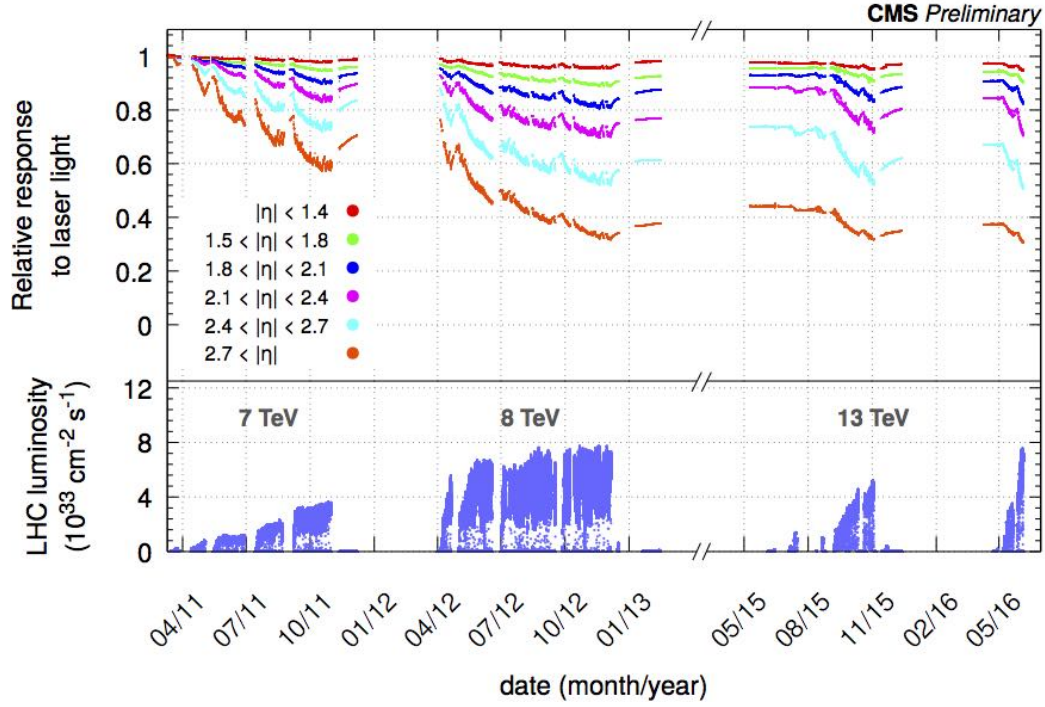 CMS Preliminary
Relative response
to laser light
1
0.8
0.6
0.4
0.2
0
|η| < 1.4
1.5 < |η| < 1.8
1.8 < |η| < 2.1
2.1 < |η| < 2.4
2.4 < |η| < 2.7
2.7 < |η|
LHC luminosity
(10³³ cm⁻² s⁻¹)
12
8
4
0
7 TeV
8 TeV
13 TeV
04/11
07/11
10/11
01/12
04/12
07/12
10/12
01/13
05/15
08/15
11/15
02/16
05/16
date (month/year)